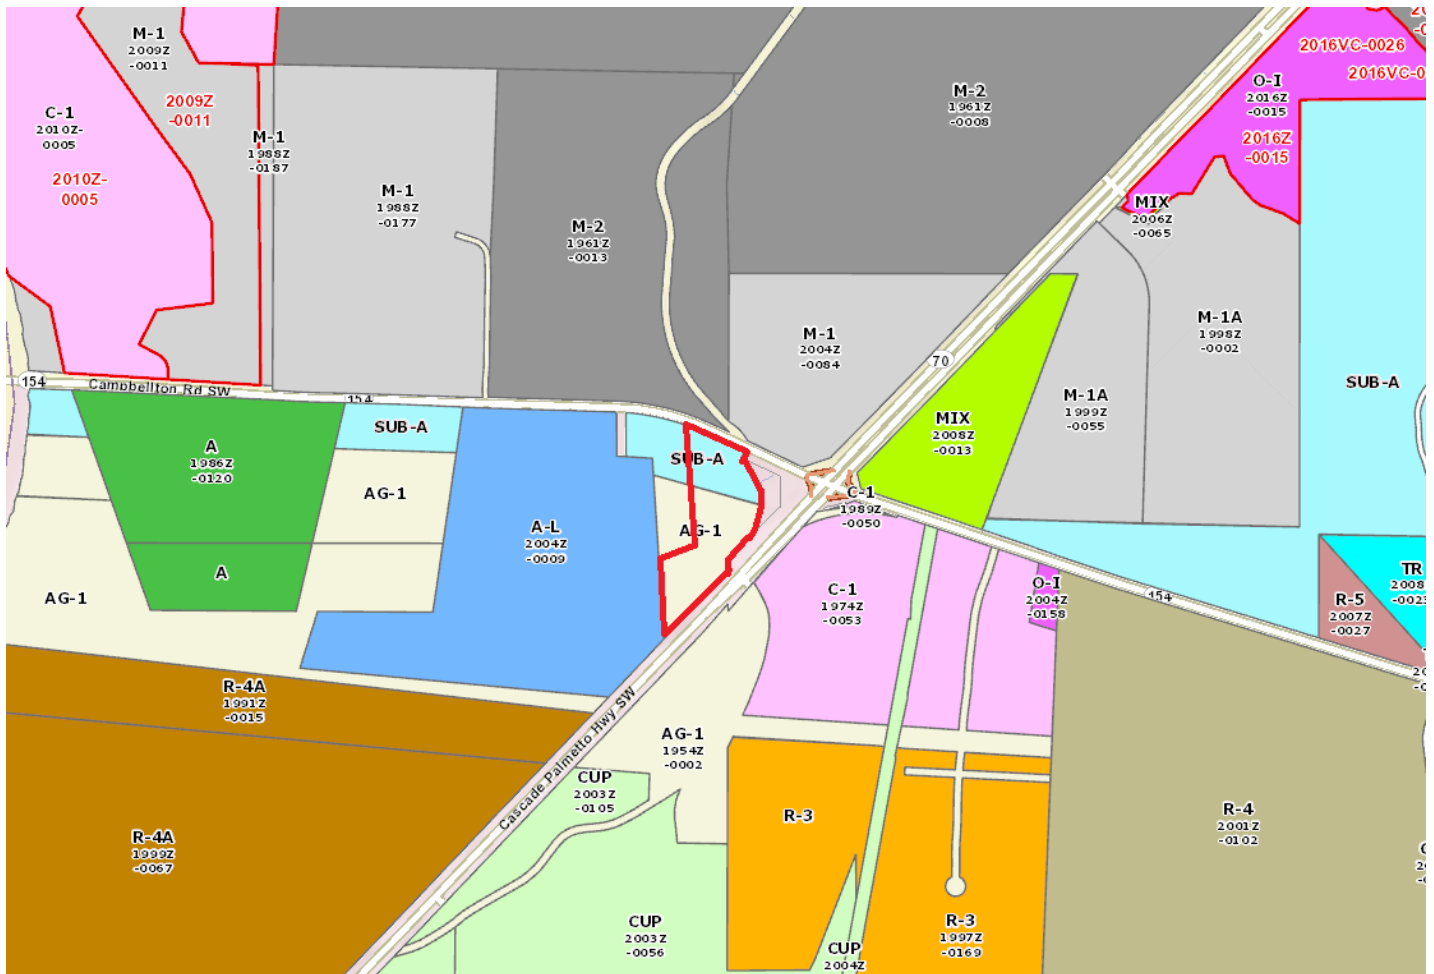 M-1
2009Z
-0011
2009Z
-0011
C-1
2010Z-
0005
2010Z-
0005
M-1
1988Z
-0187
M-1
1988Z
-0177
M-2
1961Z
-0013
M-2
1961Z
-0008
2016VC-0026
2016VC-0
O-I
2016Z
-0015
2016Z
-0015
MIX
2006Z
-0065
M-1
2004Z
-0084
70
M-1A
1998Z
-0002
M-1A
1999Z
-0055
SUB-A
154
Campbellton Rd SW
154
SUB-A
A
1986Z
-0120
AG-1
A
AG-1
A-L
2004Z
-0009
SUB-A
AG-1
MIX
2008Z
-0013
C-1
1989Z
-0050
C-1
1974Z
-0053
O-I
2004Z
-0158
154
R-5
2007Z
-0027
TR
2008
-0023
R-4A
1991Z
-0015
R-4A
1999Z
-0067
Cascade Palmetto Hwy SW
AG-1
1954Z
-0002
CUP
2003Z
-0105
CUP
2003Z
-0056
R-3
CUP
2004Z
R-3
1997Z
-0169
R-4
2001Z
-0102